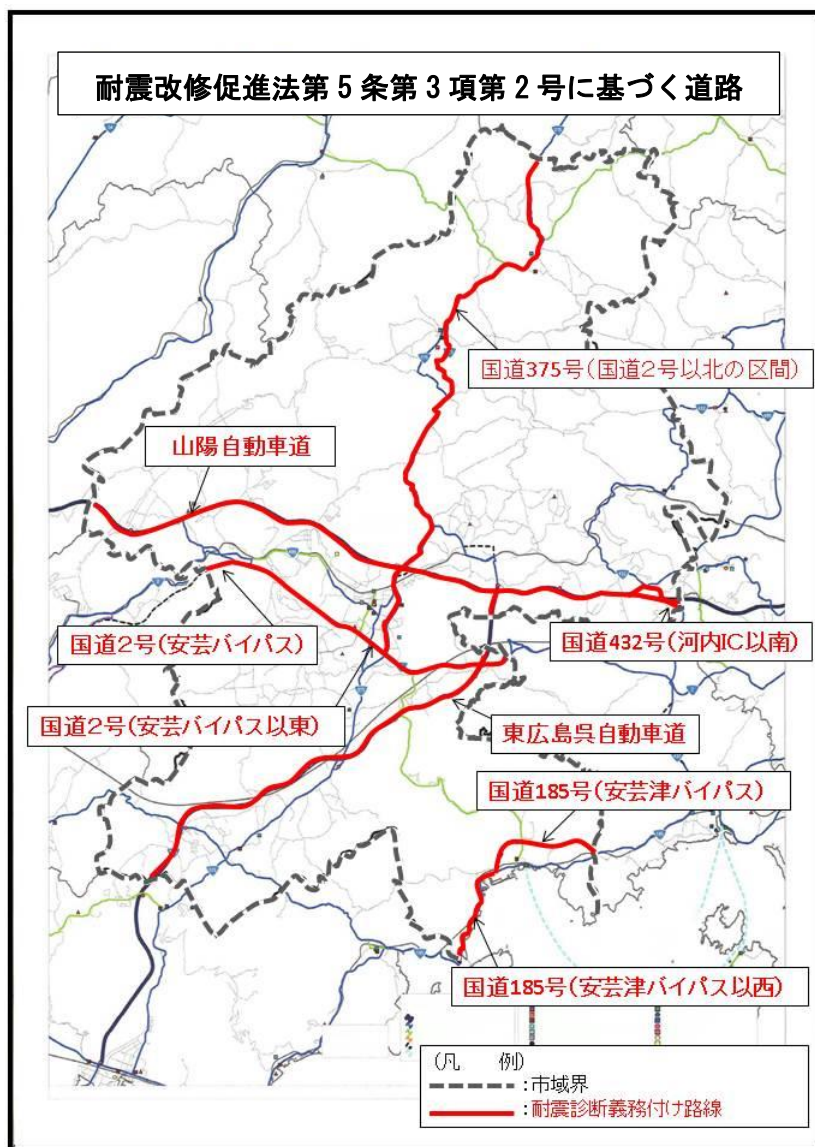 耐震改修促進法第5条第3項第2号に基づく道路
国道375号(国道2号以北の区間)
山陽自動車道
国道2号(安芸バイパス)
国道432号(河内IC以南)
国道2号(安芸バイパス以東)
東広島呉自動車道
国道185号(安芸津バイパス)
国道185号(安芸津バイパス以西)
(凡 例)
:市域界
:耐震診断義務付け路線